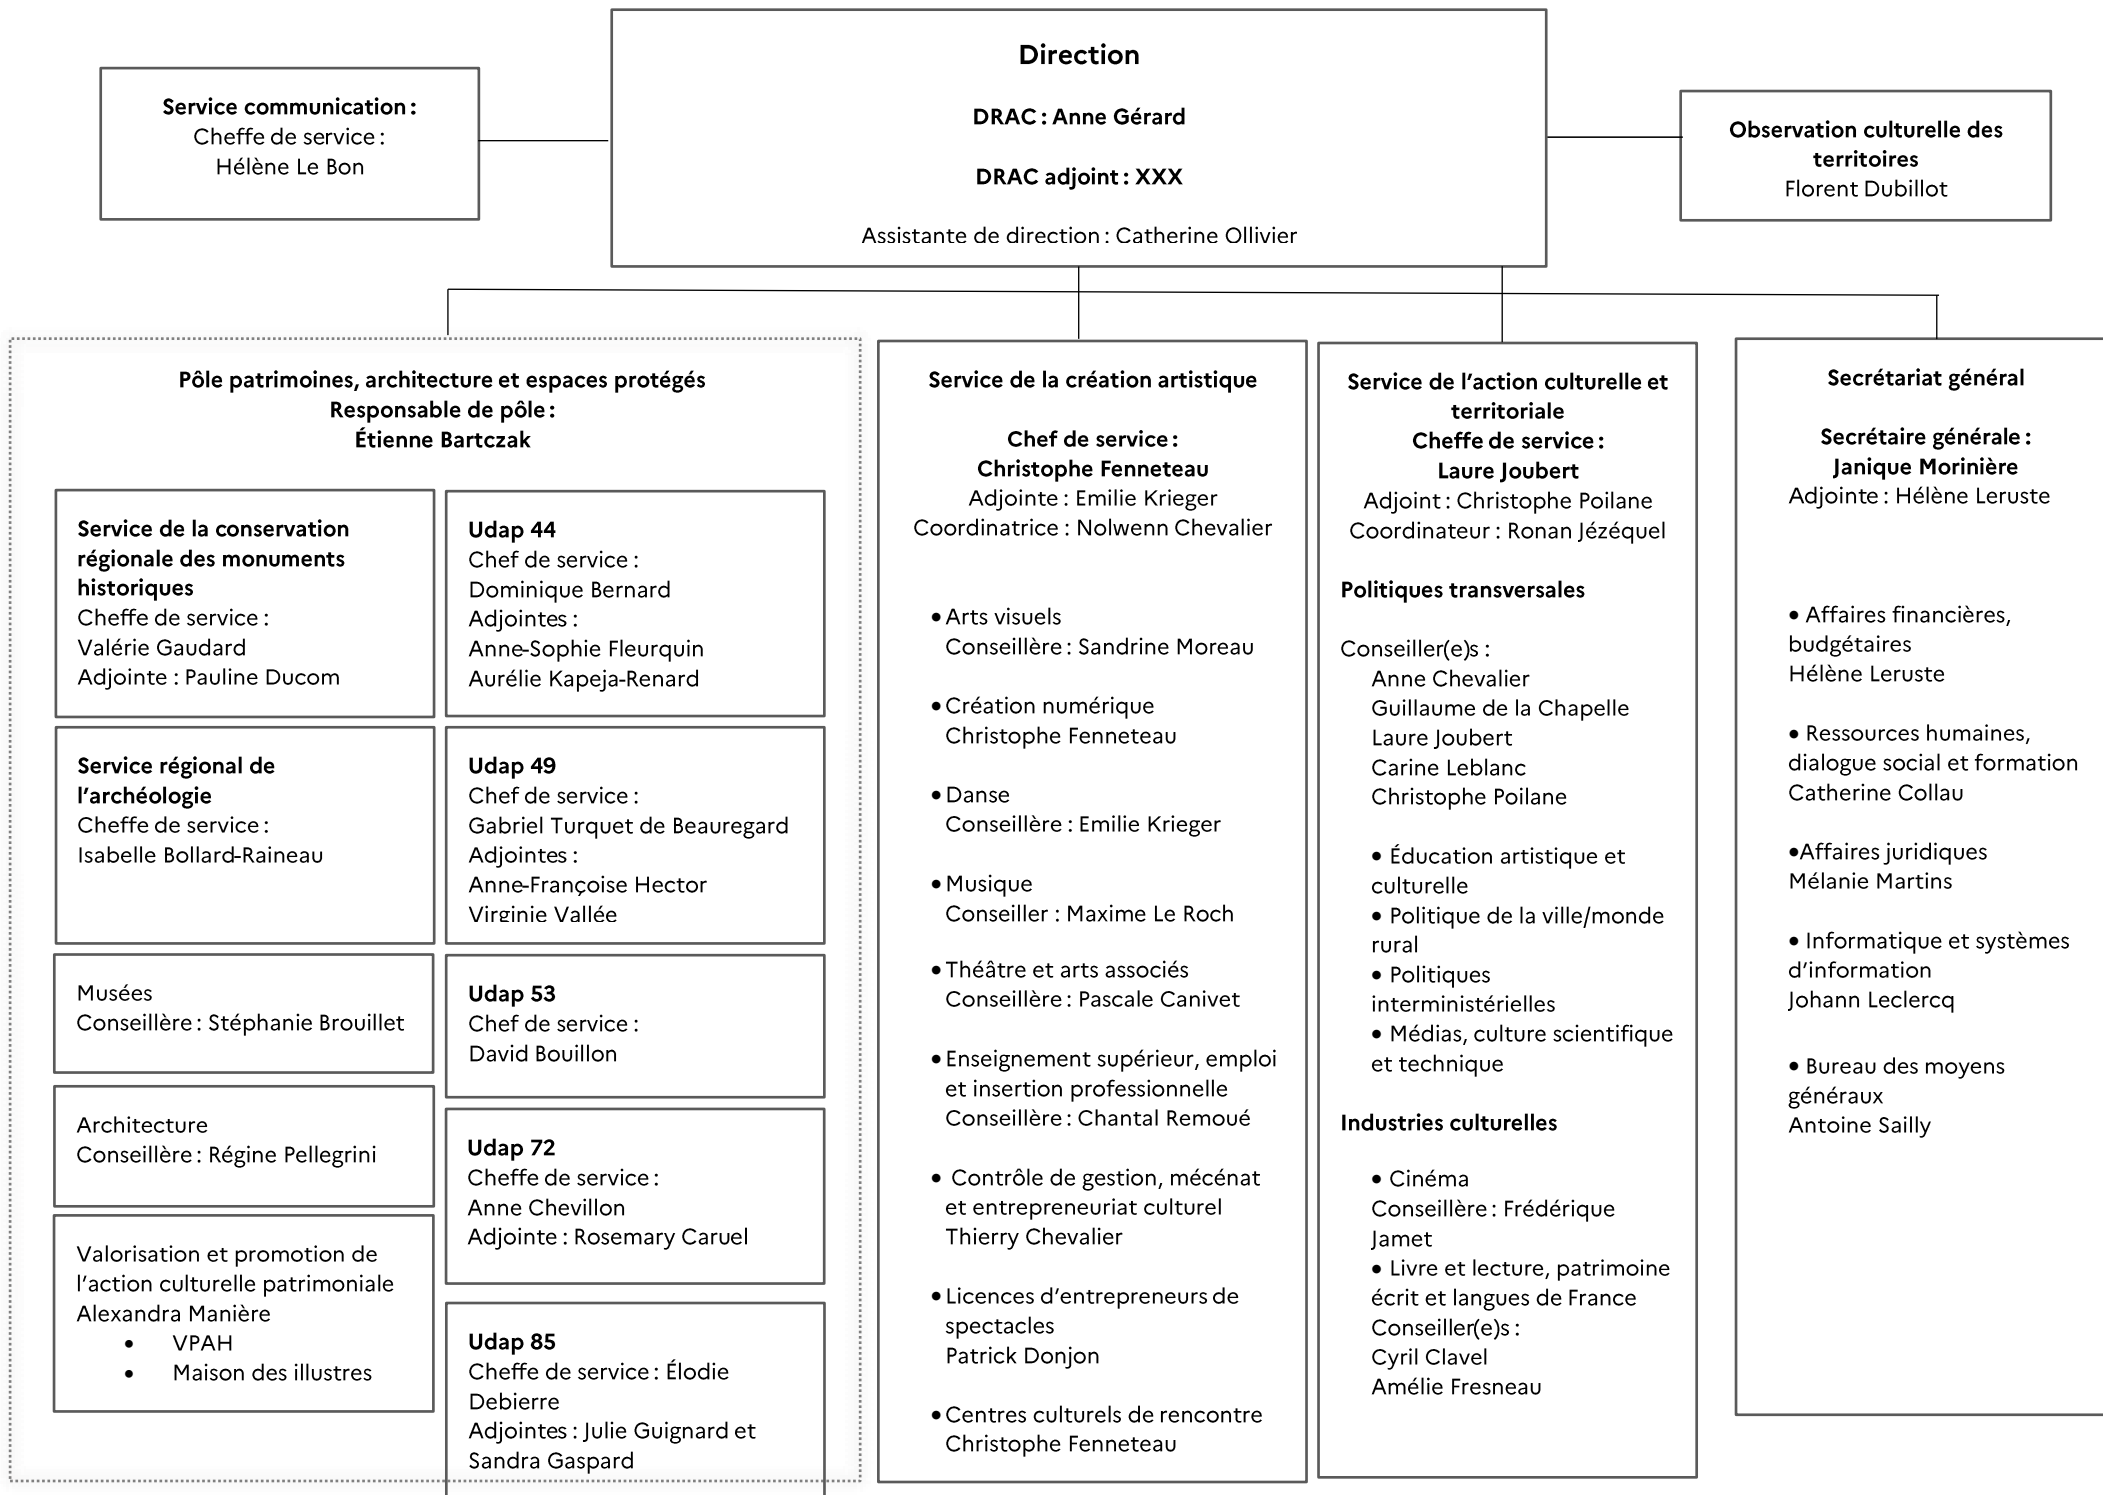 Direction
DRAC : Anne Gérard
DRAC adjoint : XXX
Assistante de direction : Catherine Ollivier
Service communication :
Cheffe de service :
Hélène Le Bon
Observation culturelle des
territoires
Florent Dubillot
Pôle patrimoines, architecture et espaces protégés
Responsable de pôle :
Étienne Bartczak
Service de la conservation
régionale des monuments
historiques
Cheffe de service :
Valérie Gaudard
Adjointe : Pauline Ducom
Service régional de
l'archéologie
Cheffe de service :
Isabelle Bollard-Raineau
Musées
Conseillère : Stéphanie Brouillet
Architecture
Conseillère : Régine Pellegrini
Valorisation et promotion de
l'action culturelle patrimoniale
Alexandra Manière
• VPAH
• Maison des illustres
Udap 44
Chef de service :
Dominique Bernard
Adjointes :
Anne-Sophie Fleurquin
Aurélie Kapeja-Renard
Udap 49
Chef de service :
Gabriel Turquet de Beauregard
Adjointes :
Anne-Françoise Hector
Virginie Vallée
Udap 53
Chef de service :
David Bouillon
Udap 72
Cheffe de service :
Anne Chevillon
Adjointe : Rosemary Caruel
Udap 85
Cheffe de service : Élodie
Debierre
Adjointes : Julie Guignard et
Sandra Gaspard
Service de la création artistique
Chef de service :
Christophe Fenneteau
Adjointe : Emilie Krieger
Coordinatrice : Nolwenn Chevalier
• Arts visuels
Conseillère : Sandrine Moreau
• Création numérique
Christophe Fenneteau
• Danse
Conseillère : Emilie Krieger
• Musique
Conseiller : Maxime Le Roch
• Théâtre et arts associés
Conseillère : Pascale Canivet
• Enseignement supérieur, emploi
et insertion professionnelle
Conseillère : Chantal Remoué
• Contrôle de gestion, mécénat
et entrepreneuriat culturel
Thierry Chevalier
• Licences d'entrepreneurs de
spectacles
Patrick Donjon
• Centres culturels de rencontre
Christophe Fenneteau
Service de l'action culturelle et
territoriale
Cheffe de service :
Laure Joubert
Adjoint : Christophe Poilane
Coordinateur : Ronan Jézéquel
Politiques transversales
Conseiller(e)s :
Anne Chevalier
Guillaume de la Chapelle
Laure Joubert
Carine Leblanc
Christophe Poilane
• Éducation artistique et
culturelle
• Politique de la ville/monde
rural
• Politiques
interministérielles
• Médias, culture scientifique
et technique
Industries culturelles
• Cinéma
Conseillère : Frédérique
Jamet
• Livre et lecture, patrimoine
écrit et langues de France
Conseiller(e)s :
Cyril Clavel
Amélie Fresneau
Secrétariat général
Secrétaire générale :
Janique Morinière
Adjointe : Hélène Leruste
• Affaires financières,
budgétaires
Hélène Leruste
• Ressources humaines,
dialogue social et formation
Catherine Collau
•Affaires juridiques
Mélanie Martins
• Informatique et systèmes
d'information
Johann Leclercq
• Bureau des moyens
généraux
Antoine Sailly